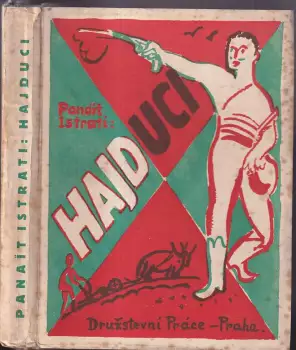 PANAÏT ISTRATI: HAJDUCI
Panaït
Istrati:
HAJDUCI
Družstevní Práce-Praha.